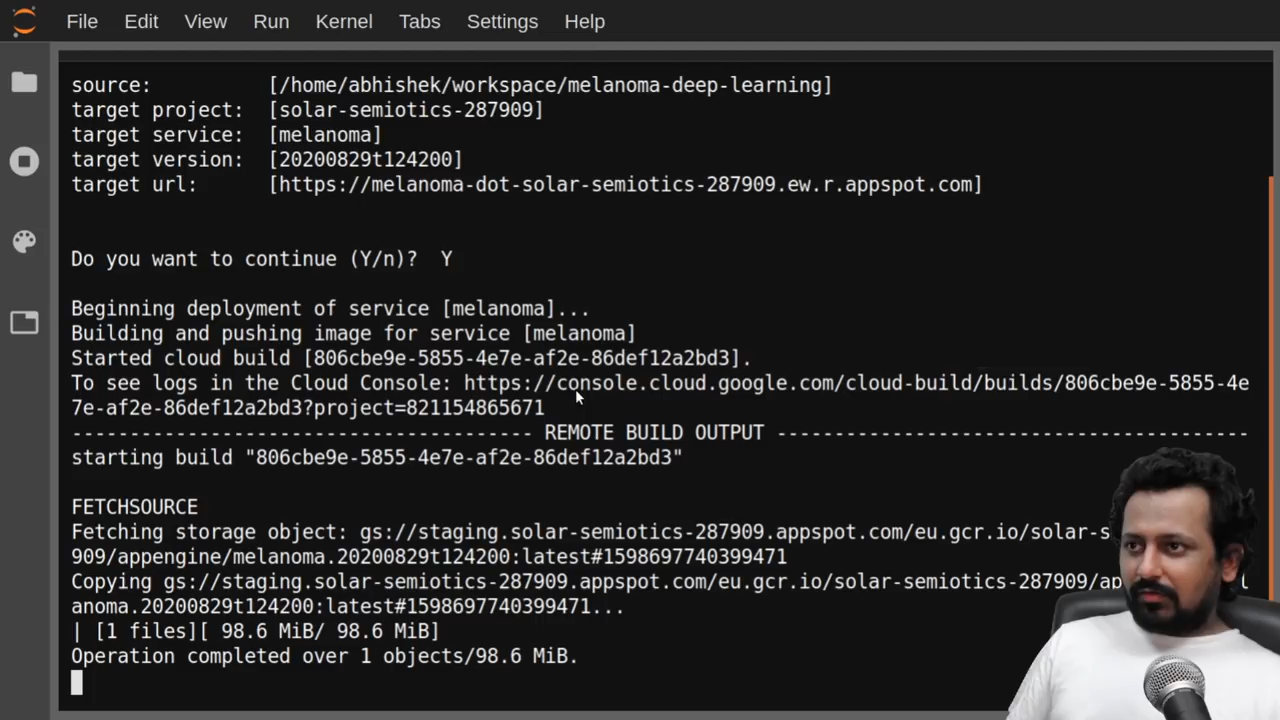 File Edit View Run Kernel Tabs Settings Help
source: [/home/abhishek/workspace/melanoma-deep-learning]
target project: [solar-semiotics-287909]
target service: [melanoma]
target version: [20200829t124200]
target url: [https://melanoma-dot-solar-semiotics-287909.ew.r.appspot.com]
Do you want to continue (Y/n)? Y
Beginning deployment of service [melanoma]...
Building and pushing image for service [melanoma]
Started cloud build [806cbe9e-5855-4e7e-af2e-86def12a2bd3].
To see logs in the Cloud Console: https://console.cloud.google.com/cloud-build/builds/806cbe9e-5855-4e
7e-af2e-86def12a2bd3?project=821154865671
------------------------------------ REMOTE BUILD OUTPUT ------------------------------------
starting build "806cbe9e-5855-4e7e-af2e-86def12a2bd3"
FETCHSOURCE
Fetching storage object: gs://staging.solar-semiotics-287909.appspot.com/eu.gcr.io/solar-s
909/appengine/melanoma.20200829t124200:latest#1598697740399471
Copying gs://staging.solar-semiotics-287909.appspot.com/eu.gcr.io/solar-semiotics-287909/ap
anoma.20200829t124200:latest#1598697740399471...
| [1 files][ 98.6 MiB/ 98.6 MiB]
Operation completed over 1 objects/98.6 MiB.